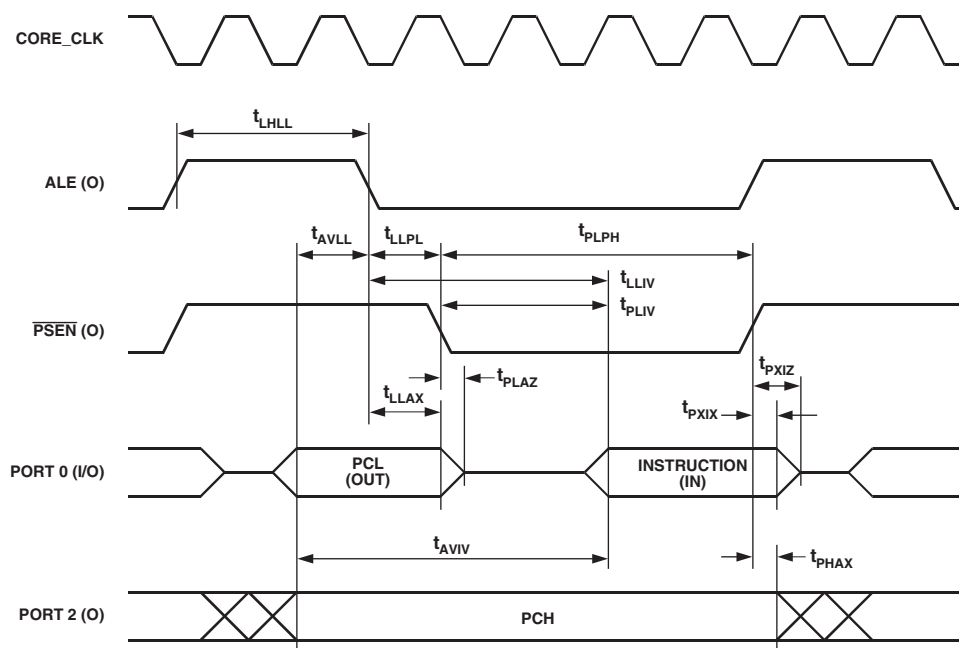 CORE_CLK
tLHLL
ALE (O)
tAVLL
tLLPL
tPLPH
tLLIV
tPLIV
PSEN (O)
tPXIZ
tPLAZ
tLLAX
tPXIX
PORT 0 (I/O)
PCL
(OUT)
INSTRUCTION
(IN)
tAVIV
tPHAX
PORT 2 (O)
PCH